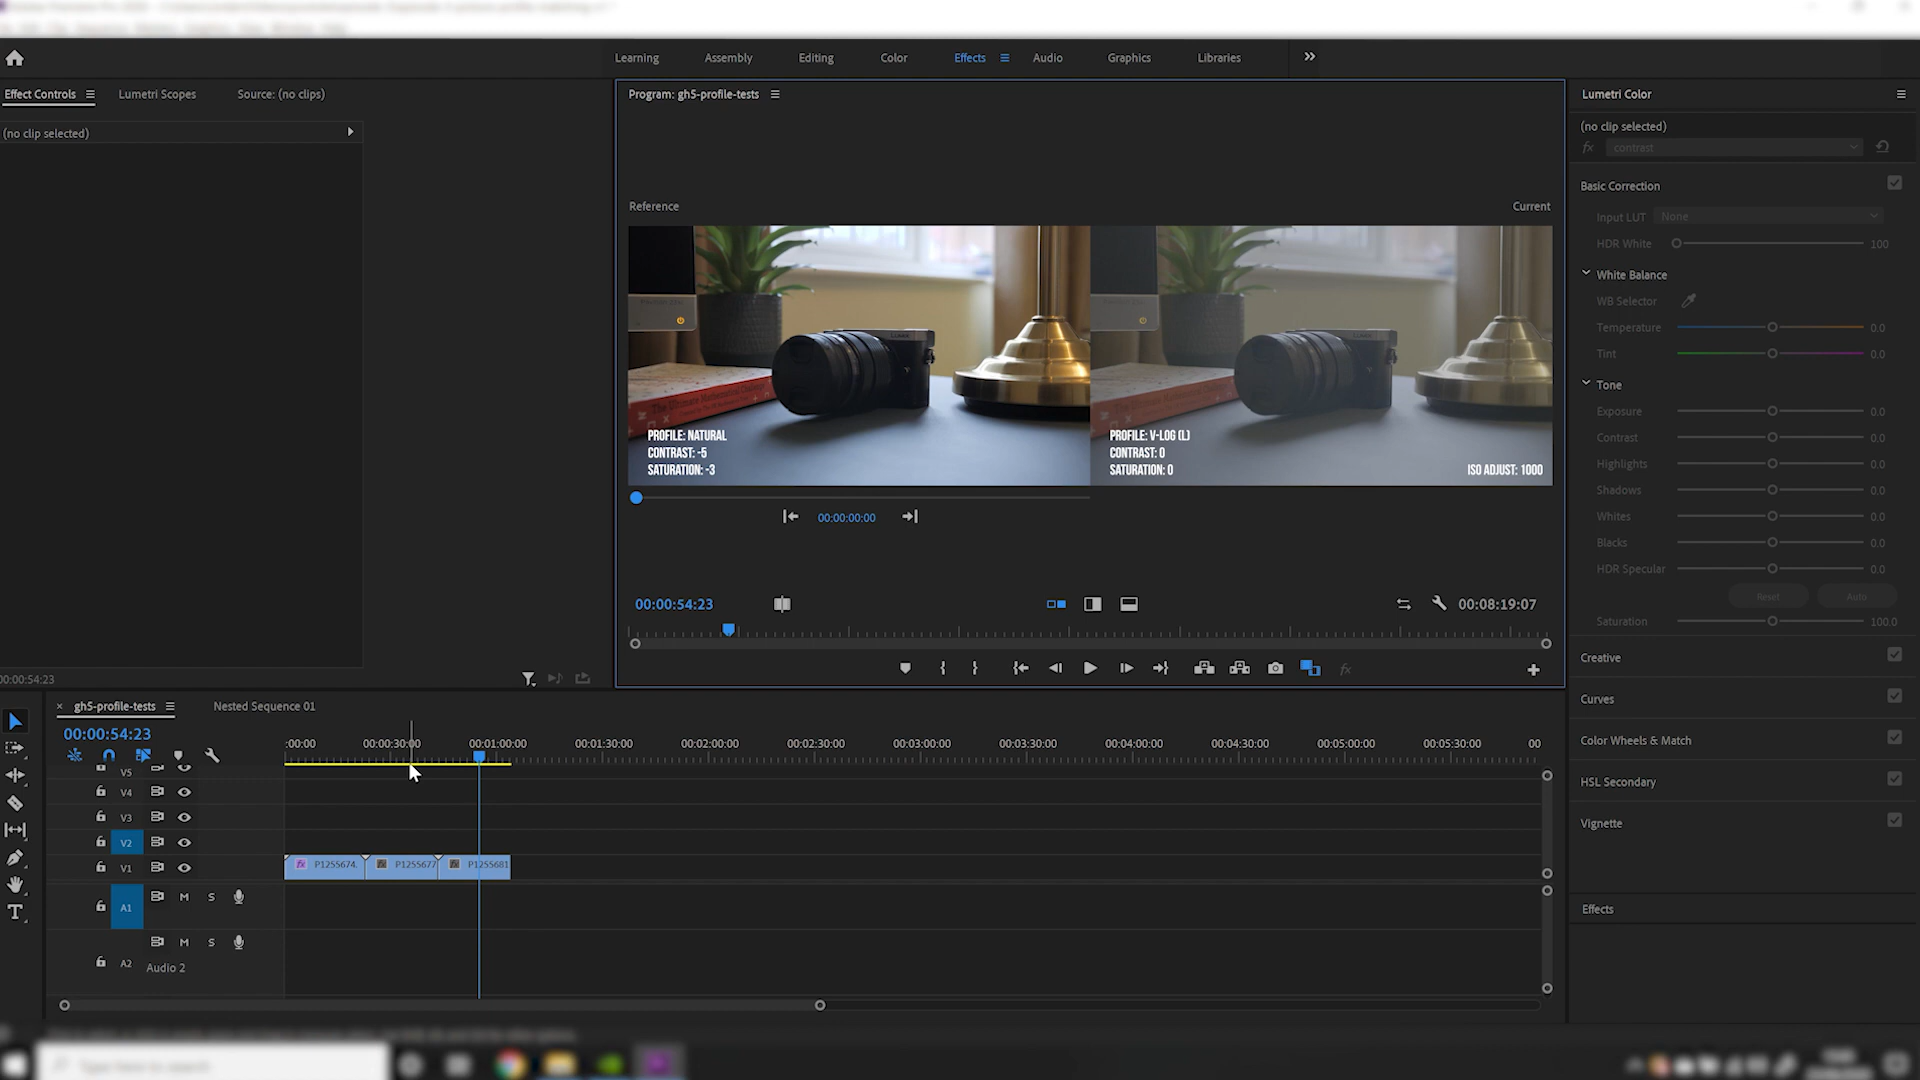 Learning Assembly Editing Color Effects Audio Graphics Libraries
Effect Controls Lumetri Scopes Source: (no clips)
(no clip selected)
Program: gh5-profile-tests
Reference Current
PROFILE: NATURAL
CONTRAST: -5
SATURATION: -3
PROFILE: V-LOG (L)
CONTRAST: 0
SATURATION: 0
ISO ADJUST: 1000
00:00:00:00
00:00:54:23 00:08:19:07
Lumetri Color
(no clip selected)
fx contrast
Basic Correction
Input LUT None
HDR White 100
White Balance
WB Selector
Temperature 0.0
Tint 0.0
Tone
Exposure 0.0
Contrast 0.0
Highlights 0.0
Shadows 0.0
Whites 0.0
Blacks 0.0
HDR Specular 0.0
Reset Auto
Saturation 100.0
Creative
Curves
Color Wheels & Match
HSL Secondary
Vignette
Effects
00:00:54:23
gh5-profile-tests Nested Sequence 01
00:00:54:23
:00:00 00:00:30:00 00:01:00:00 00:01:30:00 00:02:00:00 00:02:30:00 00:03:00:00 00:03:30:00 00:04:00:00 00:04:30:00 00:05:00:00 00:05:30:00 00
V5
V4
V3
V2
V1 fx P1255674. fx P1255677 fx P1255681
A1 M S
M S
A2 Audio 2
Type here to search